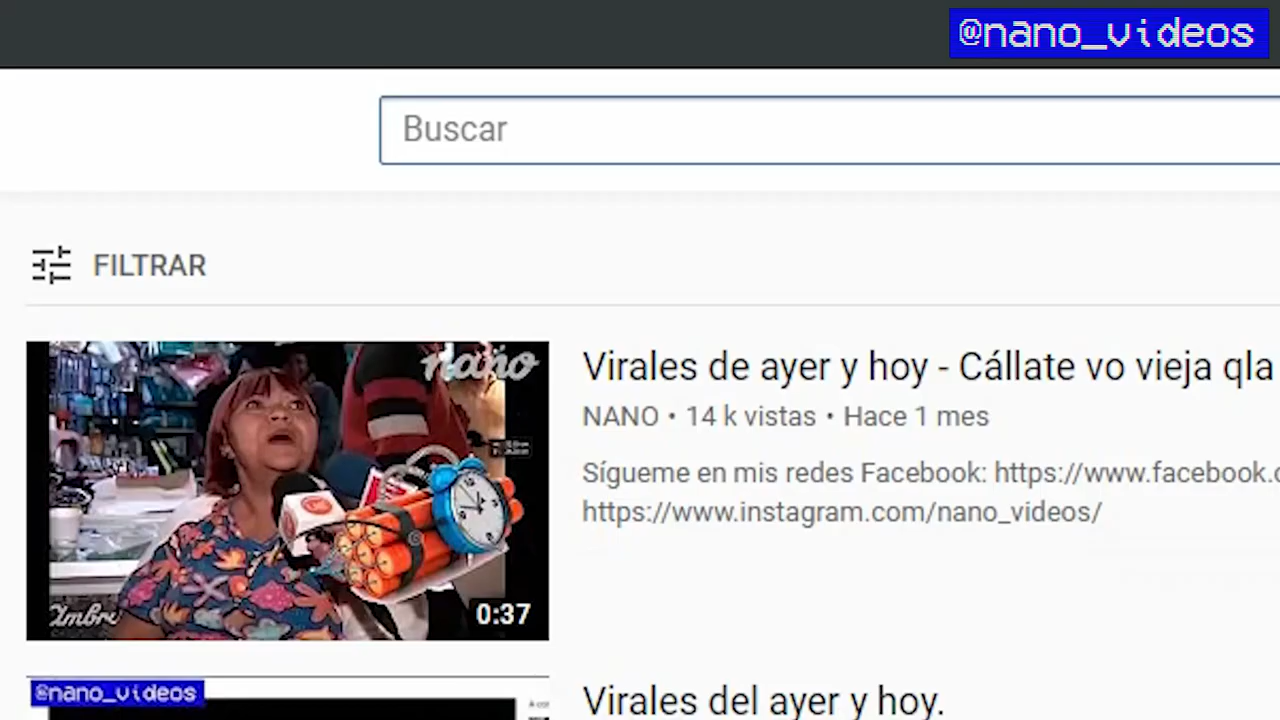 @nano_videos
Buscar
FILTRAR
nano
Ambre
0:37
Virales de ayer y hoy - Cállate vo vieja qla
NANO • 14 k vistas • Hace 1 mes
Sígueme en mis redes Facebook: https://www.facebook.c
https://www.instagram.com/nano_videos/
@nano_videos
Virales del ayer y hoy.